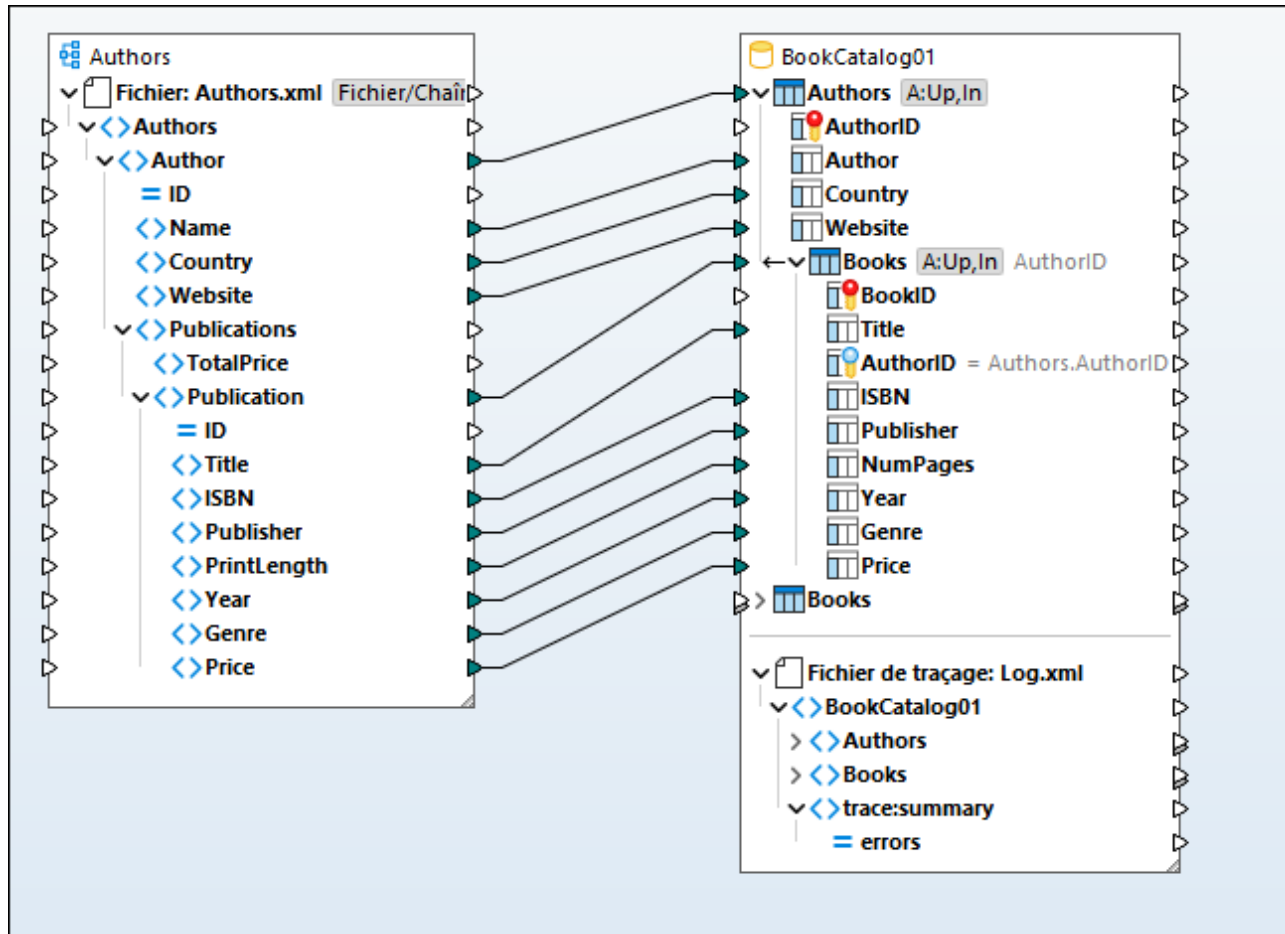 Authors
Fichier: Authors.xml Fichier/Chaîn
Authors
Author
= ID
Name
Country
Website
Publications
TotalPrice
Publication
= ID
Title
ISBN
Publisher
PrintLength
Year
Genre
Price
BookCatalog01
Authors A:Up,In
AuthorID
Author
Country
Website
Books A:Up,In AuthorID
BookID
Title
AuthorID = Authors.AuthorID
ISBN
Publisher
NumPages
Year
Genre
Price
Books
Fichier de traçage: Log.xml
BookCatalog01
Authors
Books
trace:summary
= errors